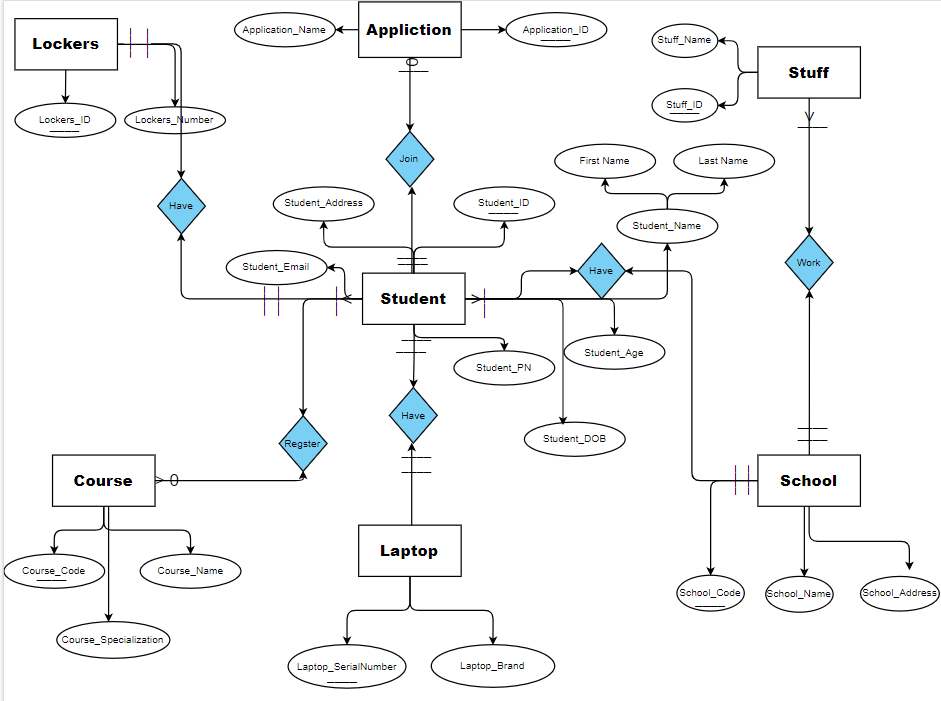 Lockers
Application_Name
Appliction
Application_ID
Stuff_Name
Stuff
Stuff_ID
Lockers_ID
Lockers_Number
Join
First Name
Last Name
Have
Student_Address
Student_ID
Student_Name
Student_Email
Have
Work
Student
Student_PN
Student_Age
Have
Student_DOB
Regster
Course
School
Laptop
Course_Code
Course_Name
School_Code
School_Name
School_Address
Course_Specialization
Laptop_SerialNumber
Laptop_Brand